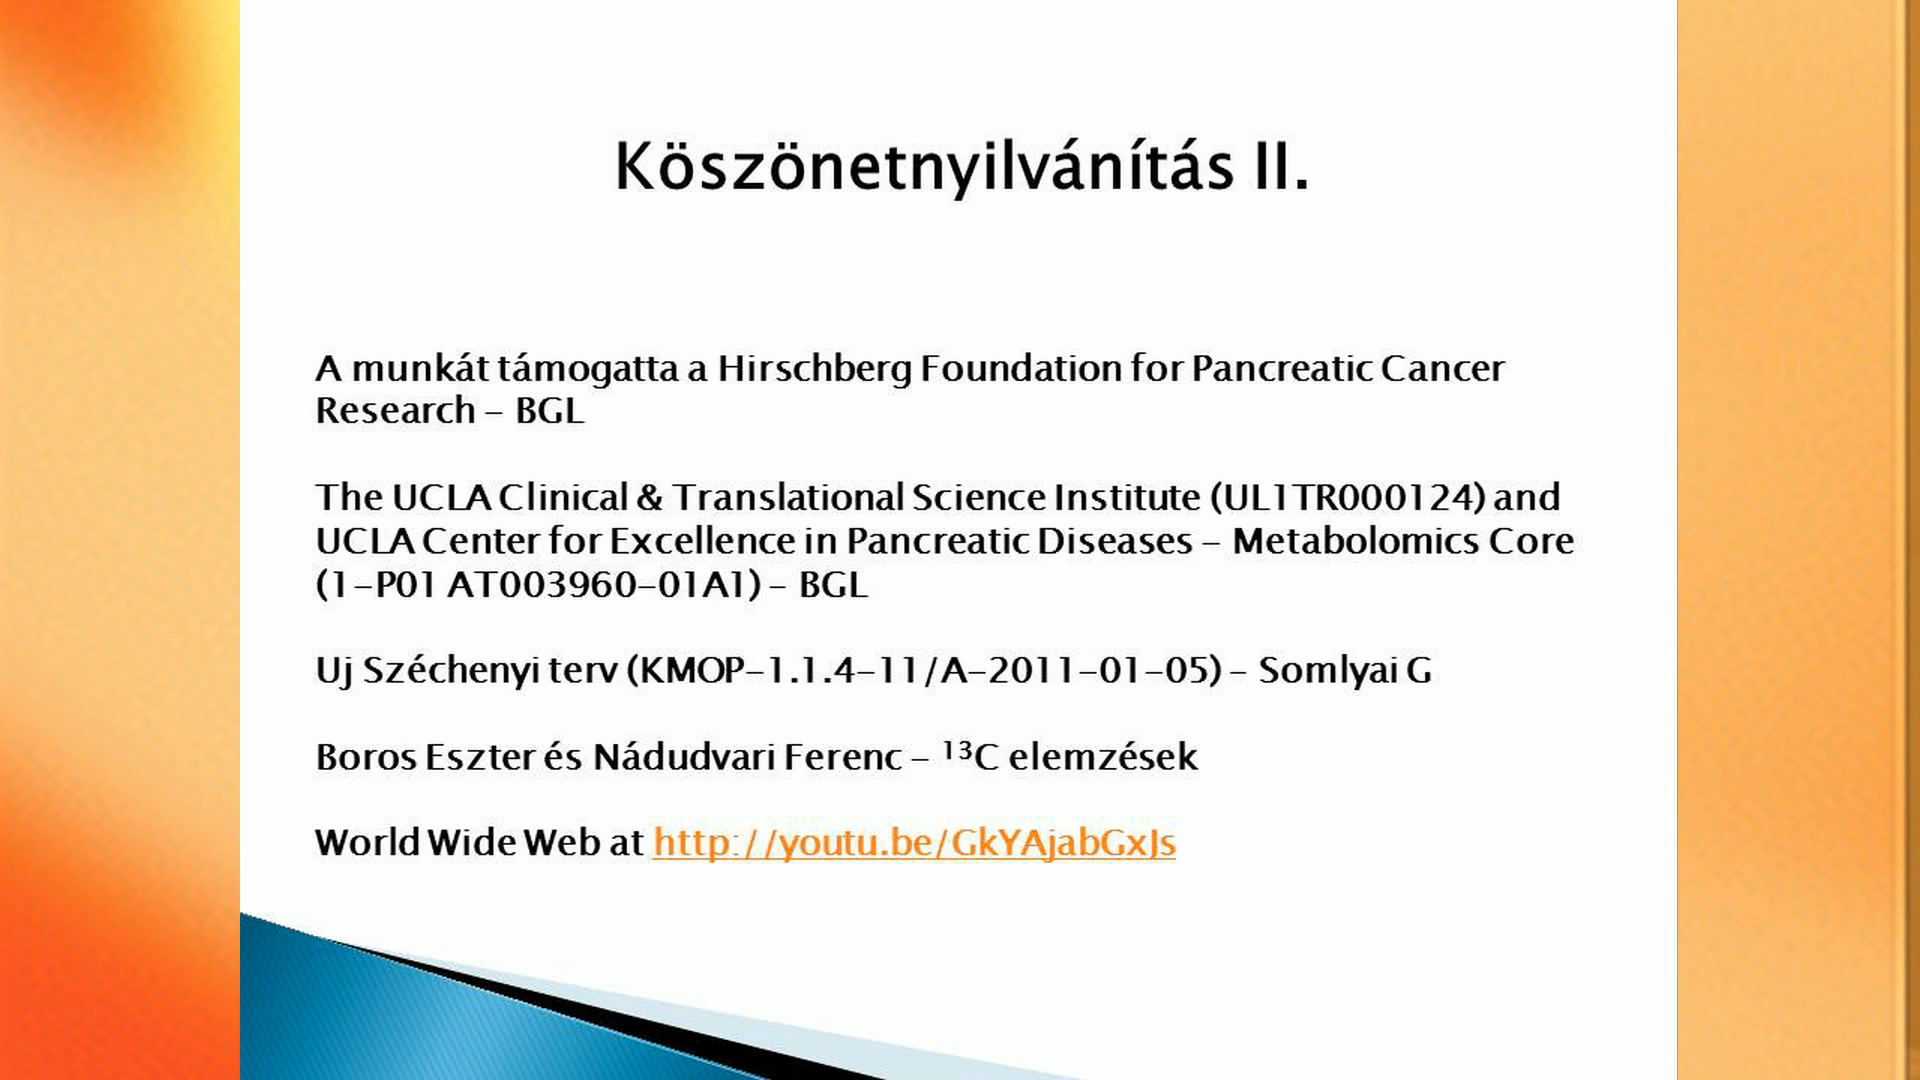 Köszönetnyilvánítás II.
A munkát támogatta a Hirschberg Foundation for Pancreatic Cancer
Research – BGL
The UCLA Clinical & Translational Science Institute (UL1TR000124) and
UCLA Center for Excellence in Pancreatic Diseases – Metabolomics Core
(1-P01 AT003960-01A1) – BGL
Uj Széchenyi terv (KMOP-1.1.4-11/A-2011-01-05) – Somlyai G
Boros Eszter és Nádudvari Ferenc – ¹³C elemzések
World Wide Web at http://youtu.be/GkYAjabGxJs